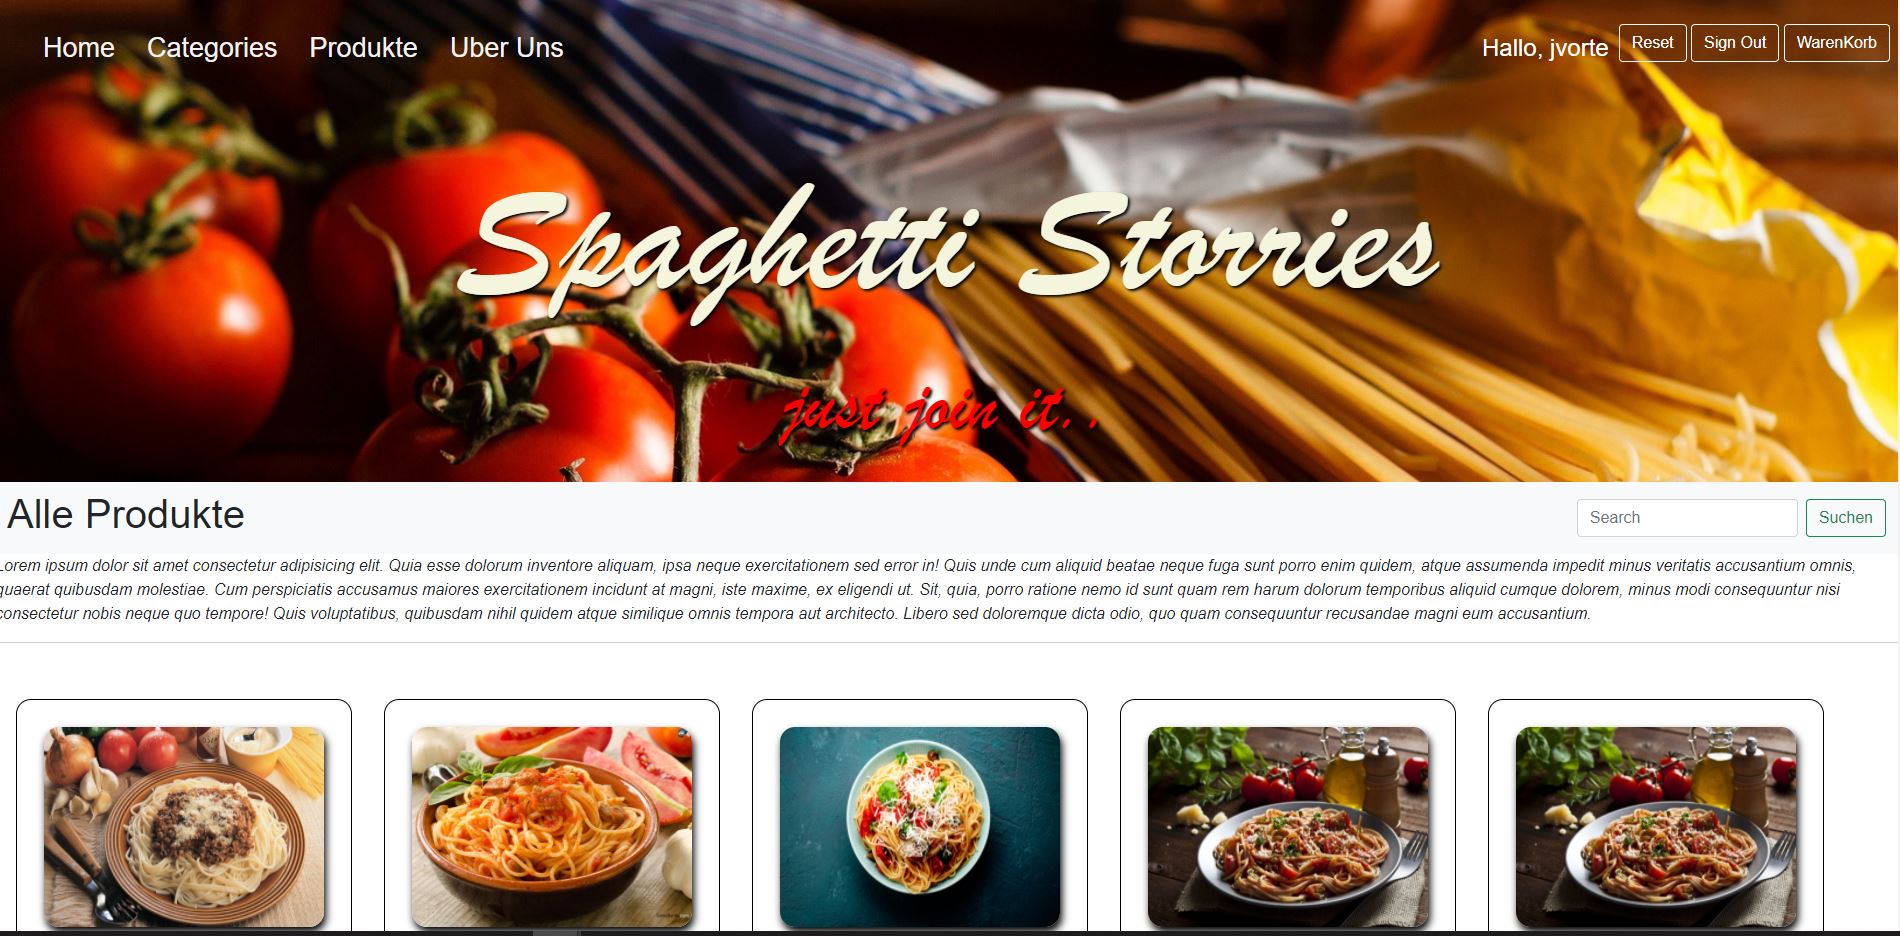 Home Categories Produkte Uber Uns Hallo, jvorte Reset Sign Out WarenKorb
Spaghetti Storries
just join it..
Alle Produkte Search Suchen
Lorem ipsum dolor sit amet consectetur adipisicing elit. Quia esse dolorum inventore aliquam, ipsa neque exercitationem sed error in! Quis unde cum aliquid beatae neque fuga sunt porro enim quidem, atque assumenda impedit minus veritatis accusantium omnis,
quaerat quibusdam molestiae. Cum perspiciatis accusamus maiores exercitationem incidunt at magni, iste maxime, ex eligendi ut. Sit, quia, porro ratione nemo id sunt quam rem harum dolorum temporibus aliquid cumque dolorem, minus modi consequuntur nisi
consectetur nobis neque quo tempore! Quis voluptatibus, quibusdam nihil quidem atque similique omnis tempora aut architecto. Libero sed doloremque dicta odio, quo quam consequuntur recusandae magni eum accusantium.